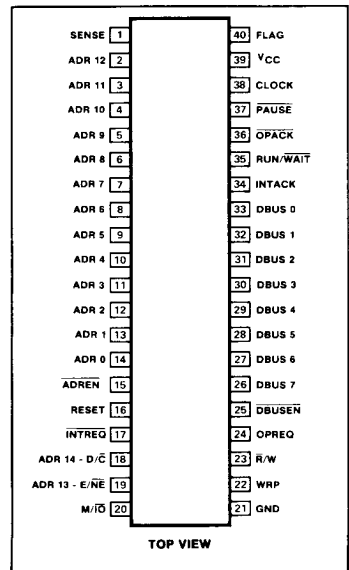 SENSE 1 40 FLAG
ADR 12 2 39 VCC
ADR 11 3 38 CLOCK
ADR 10 4 37 PAUSE
ADR 9 5 36 OPACK
ADR 8 6 35 RUN/WAIT
ADR 7 7 34 INTACK
ADR 6 8 33 DBUS 0
ADR 5 9 32 DBUS 1
ADR 4 10 31 DBUS 2
ADR 3 11 30 DBUS 3
ADR 2 12 29 DBUS 4
ADR 1 13 28 DBUS 5
ADR 0 14 27 DBUS 6
ADREN 15 26 DBUS 7
RESET 16 25 DBUSEN
INTREQ 17 24 OPREQ
ADR 14 - D/C 18 23 R/W
ADR 13 - E/NE 19 22 WRP
M/IO 20 21 GND
TOP VIEW